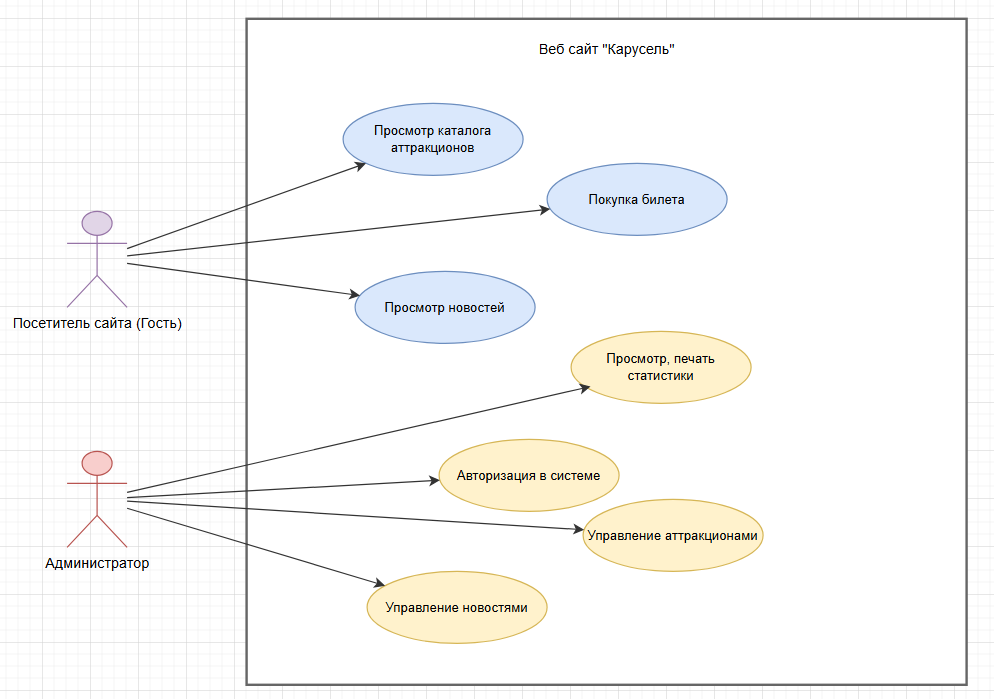 Веб сайт "Карусель"
Просмотр каталога
аттракционов
Покупка билета
Просмотр новостей
Посетитель сайта (Гость)
Просмотр, печать
статистики
Авторизация в системе
Управление аттракционами
Администратор
Управление новостями